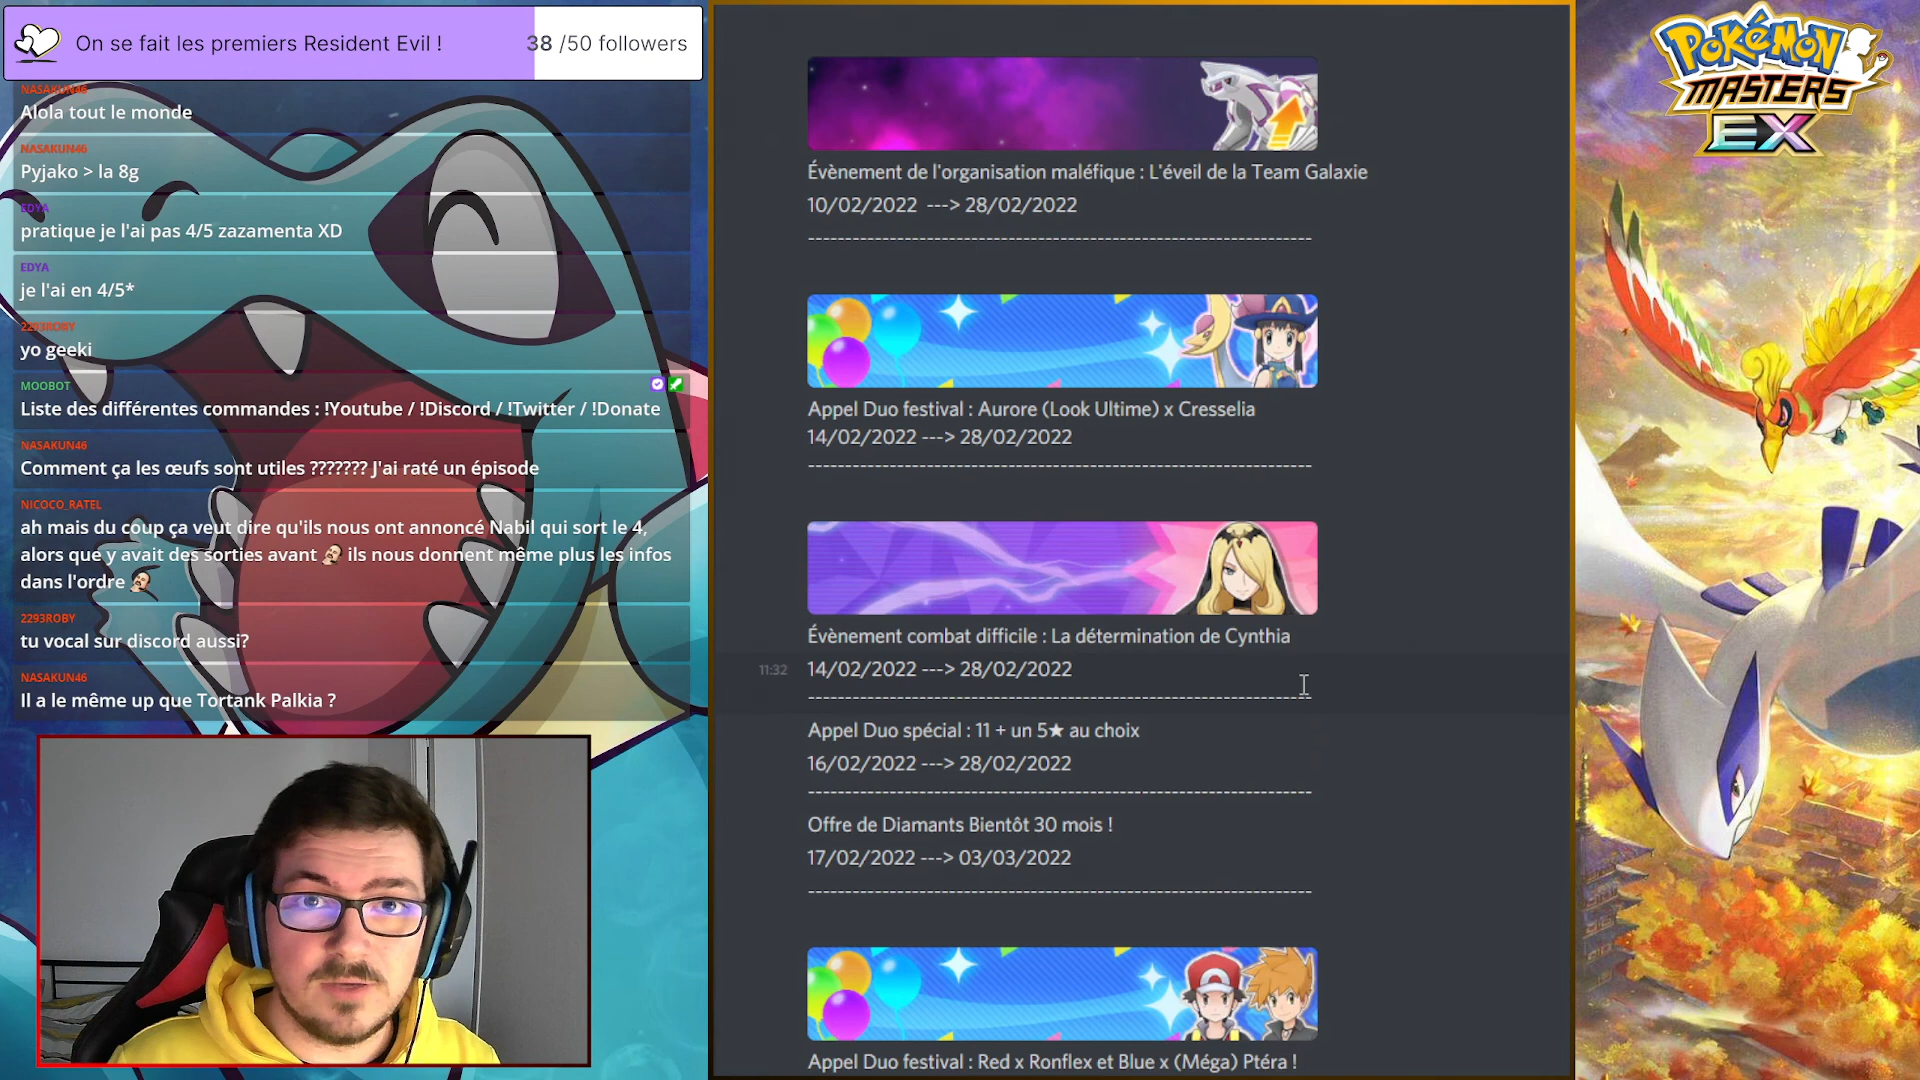 On se fait les premiers Resident Evil !
38 /50 followers
NASAKUN46
Alola tout le monde
NASAKUN46
Pyjako > la 8g
EDYA
pratique je l'ai pas 4/5 zazamenta XD
EDYA
je l'ai en 4/5*
2293ROBY
yo geeki
MOOBOT
Liste des différentes commandes : !Youtube / !Discord / !Twitter / !Donate
NASAKUN46
Comment ça les œufs sont utiles ??????? J'ai raté un épisode
NICOCO_RATEL
ah mais du coup ça veut dire qu'ils nous ont annoncé Nabil qui sort le 4,
alors que y avait des sorties avant ils nous donnent même plus les infos
dans l'ordre
2293ROBY
tu vocal sur discord aussi?
NASAKUN46
Il a le même up que Tortank Palkia ?
Évènement de l'organisation maléfique : L'éveil de la Team Galaxie
10/02/2022 ---> 28/02/2022
--------------------------------------------------------------------
Appel Duo festival : Aurore (Look Ultime) x Cresselia
14/02/2022 ---> 28/02/2022
--------------------------------------------------------------------
Évènement combat difficile : La détermination de Cynthia
11:32
14/02/2022 ---> 28/02/2022
--------------------------------------------------------------------
Appel Duo spécial : 11 + un 5★ au choix
16/02/2022 ---> 28/02/2022
--------------------------------------------------------------------
Offre de Diamants Bientôt 30 mois !
17/02/2022 ---> 03/03/2022
--------------------------------------------------------------------
Appel Duo festival : Red x Ronflex et Blue x (Méga) Ptéra !
POKéMON
MASTERS
EX